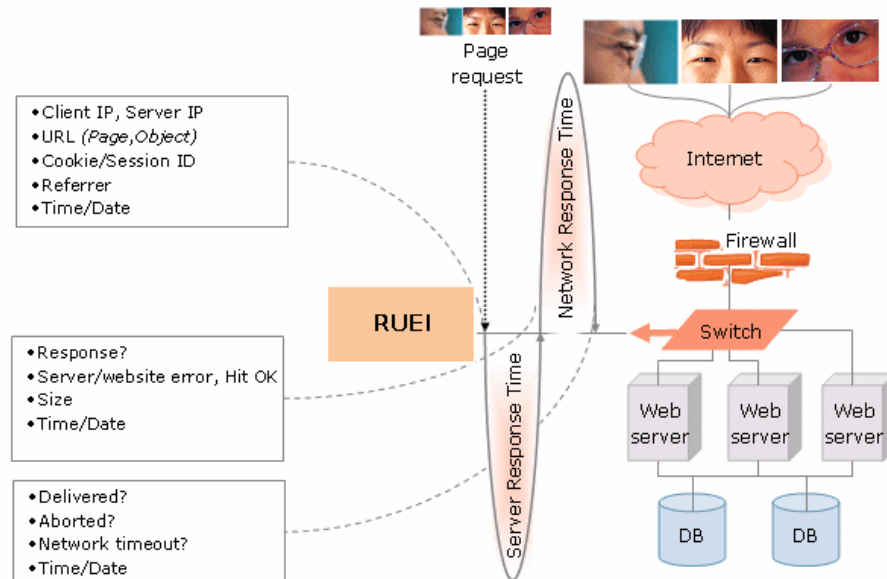 Page
request
• Client IP, Server IP
• URL (Page,Object)
• Cookie/Session ID
• Referrer
• Time/Date
Network Response Time
Internet
Firewall
RUEI
Switch
• Response?
• Server/website error, Hit OK
• Size
• Time/Date
Server Response Time
Web
server
Web
server
Web
server
• Delivered?
• Aborted?
• Network timeout?
• Time/Date
DB
DB